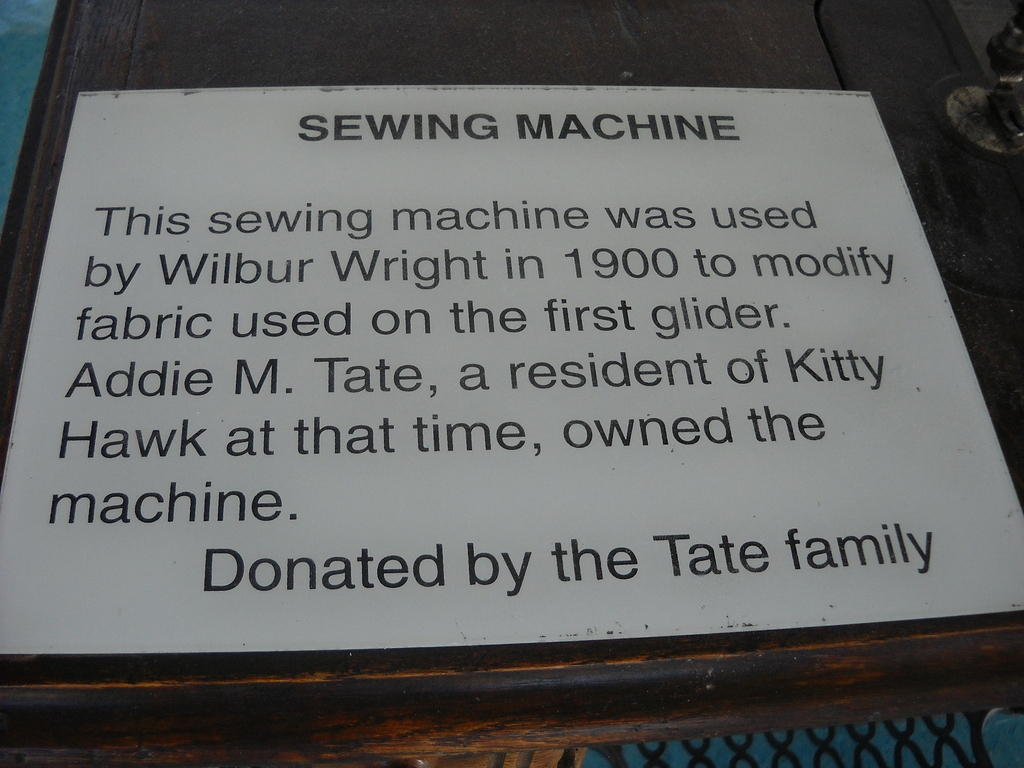 SEWING MACHINE
This sewing machine was used
by Wilbur Wright in 1900 to modify
fabric used on the first glider.
Addie M. Tate, a resident of Kitty
Hawk at that time, owned the
machine.
Donated by the Tate family